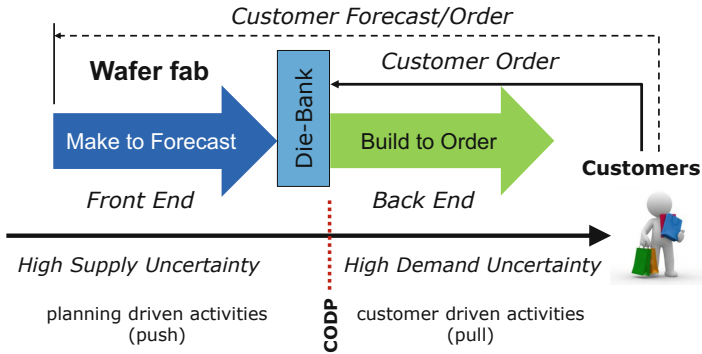 Customer Forecast/Order
Wafer fab
Customer Order
Die-Bank
Make to Forecast
Build to Order
Customers
Front End
Back End
High Supply Uncertainty
High Demand Uncertainty
CODP
planning driven activities
(push)
customer driven activities
(pull)